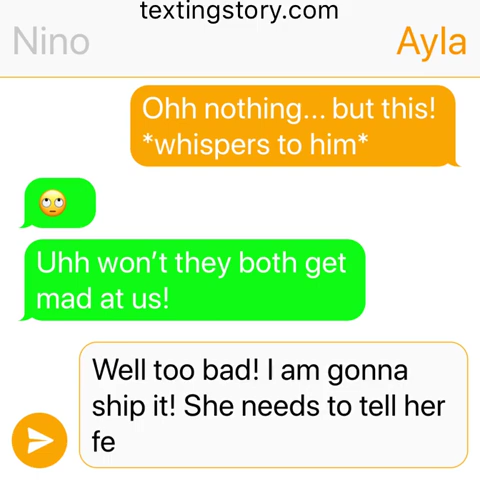 textingstory.com
Nino
Ayla
Ohh nothing... but this!
*whispers to him*
🙄
Uhh won't they both get
mad at us!
Well too bad! I am gonna
ship it! She needs to tell her
fe